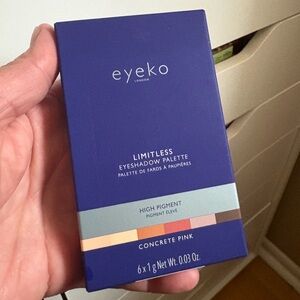 eyeko
LONDON
LIMITLESS
EYESHADOW PALETTE
PALETTE DE FARDS À PAUPIÈRES
HIGH PIGMENT
PIGMENT ÉLEVÉ
CONCRETE PINK
6 x 1 g Net Wt. 0.03 Oz.